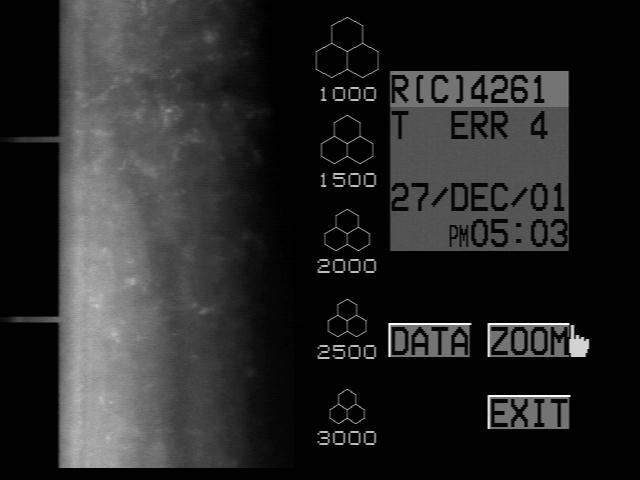 1000
1500
2000
2500
3000
R(C)4261
T ERR 4
27/DEC/01
PM05:03
DATA
ZOOM
EXIT